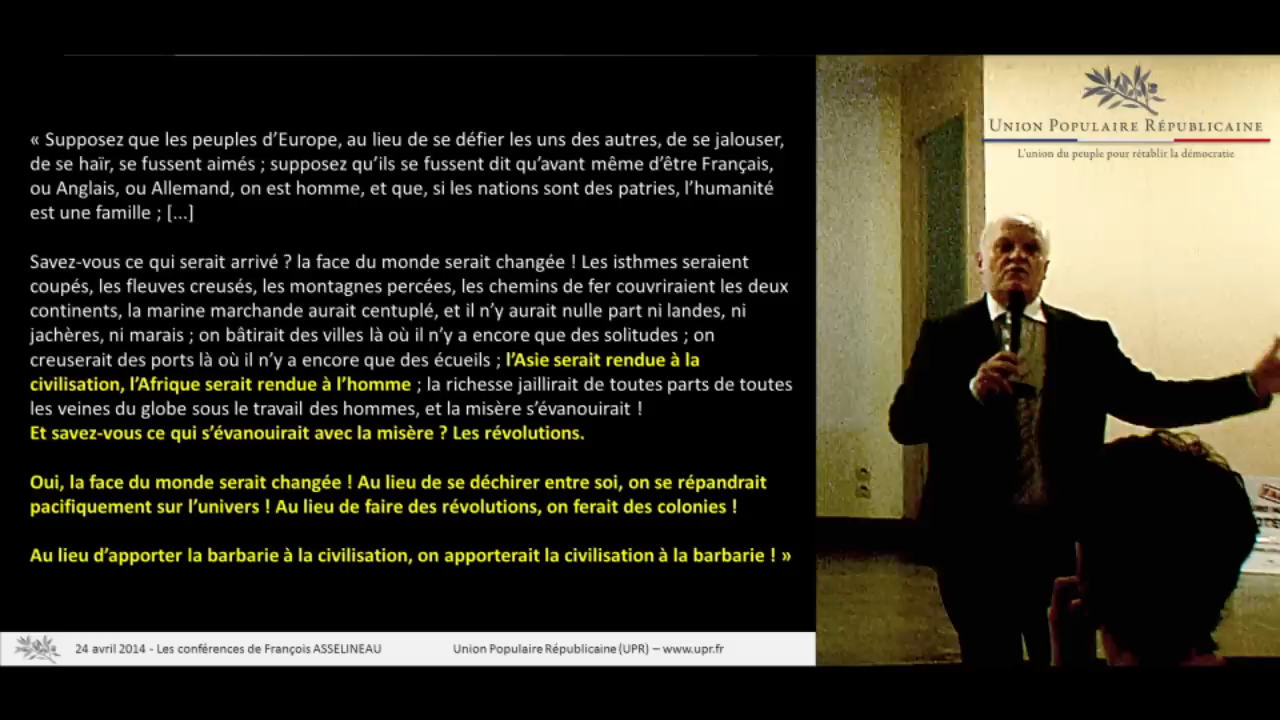 « Supposez que les peuples d'Europe, au lieu de se défier les uns des autres, de se jalouser,
de se haïr, se fussent aimés ; supposez qu'ils se fussent dit qu'avant même d'être Français,
ou Anglais, ou Allemand, on est homme, et que, si les nations sont des patries, l'humanité
est une famille ; [...]
Savez-vous ce qui serait arrivé ? la face du monde serait changée ! Les isthmes seraient
coupés, les fleuves creusés, les montagnes percées, les chemins de fer couvriraient les deux
continents, la marine marchande aurait centuplé, et il n'y aurait nulle part ni landes, ni
jachères, ni marais ; on bâtirait des villes là où il n'y a encore que des solitudes ; on
creuserait des ports là où il n'y a encore que des écueils ; l'Asie serait rendue à la
civilisation, l'Afrique serait rendue à l'homme ; la richesse jaillirait de toutes parts de toutes
les veines du globe sous le travail des hommes, et la misère s'évanouirait !
Et savez-vous ce qui s'évanouirait avec la misère ? Les révolutions.
Oui, la face du monde serait changée ! Au lieu de se déchirer entre soi, on se répandrait
pacifiquement sur l'univers ! Au lieu de faire des révolutions, on ferait des colonies !
Au lieu d'apporter la barbarie à la civilisation, on apporterait la civilisation à la barbarie ! »
24 avril 2014 - Les conférences de François ASSELINEAU
Union Populaire Républicaine (UPR) – www.upr.fr
UNION POPULAIRE RÉPUBLICAINE
L'union du peuple pour rétablir la démocratie